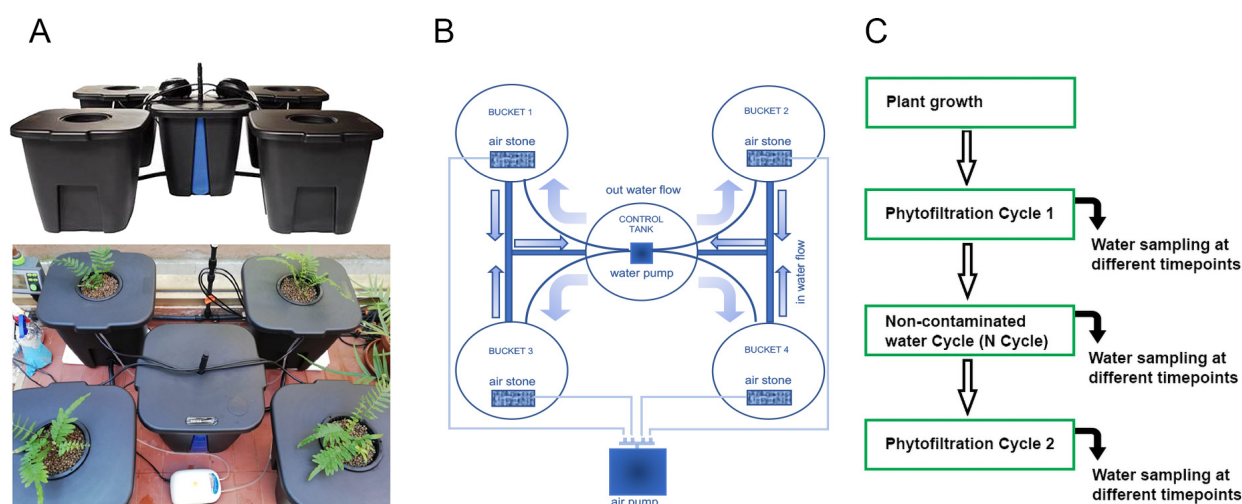 A
B
C
BUCKET 1
air stone
BUCKET 2
air stone
out water flow
CONTROL
TANK
water pump
in water flow
BUCKET 3
air stone
BUCKET 4
air stone
air pump
Plant growth
Phytofiltration Cycle 1
Water sampling at
different timepoints
Non-contaminated
water Cycle (N Cycle)
Water sampling at
different timepoints
Phytofiltration Cycle 2
Water sampling at
different timepoints